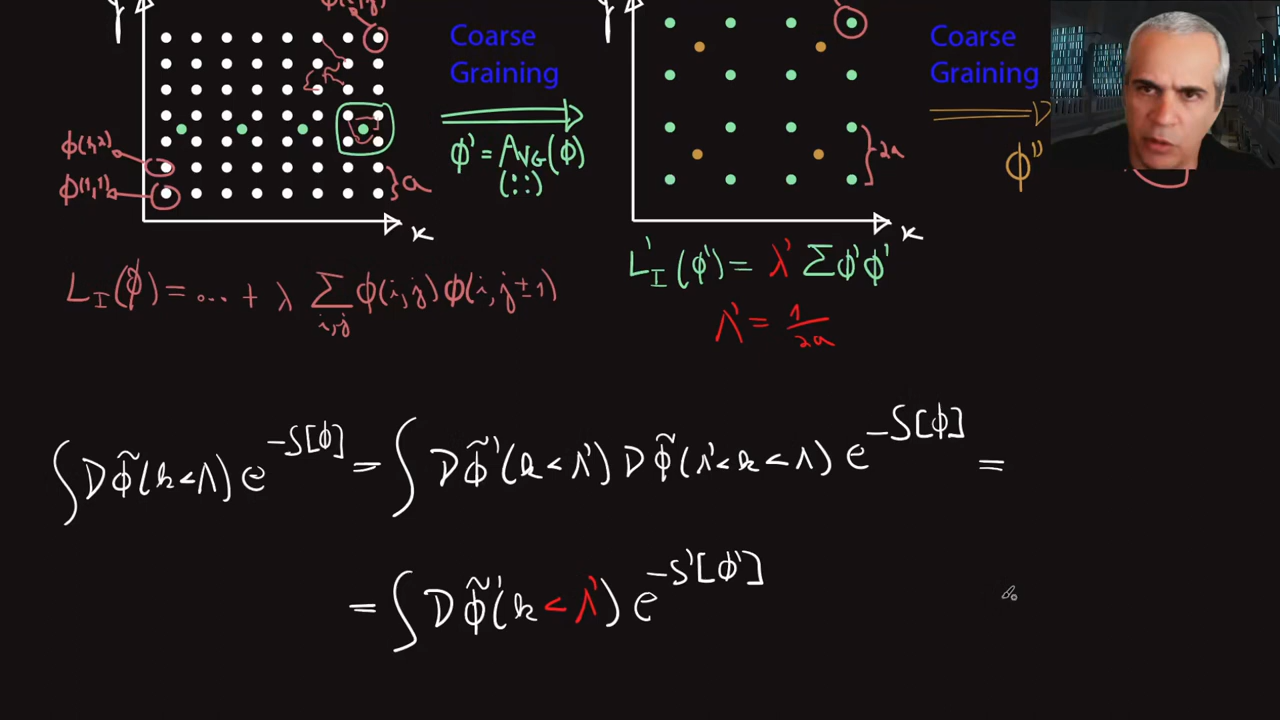 Coarse
Graining
Coarse
Graining
ϕ' = AVG(ϕ)
(::)
ϕ''
ϕ(1,2)
ϕ(1,1)
}a
}2a
x
x
L_I(ϕ) = ... + λ ∑_{i,j} ϕ(i,j) ϕ(i,j±1)
L'_I(ϕ') = λ' ∑ϕ'ϕ'
Λ' = 1/2a
∫Dϕ̃(k<Λ) e^{-S[ϕ]} = ∫Dϕ̃'(k<Λ') Dϕ̃(Λ'<k<Λ) e^{-S[ϕ]} =
= ∫Dϕ̃'(k<Λ') e^{-S'[ϕ']}